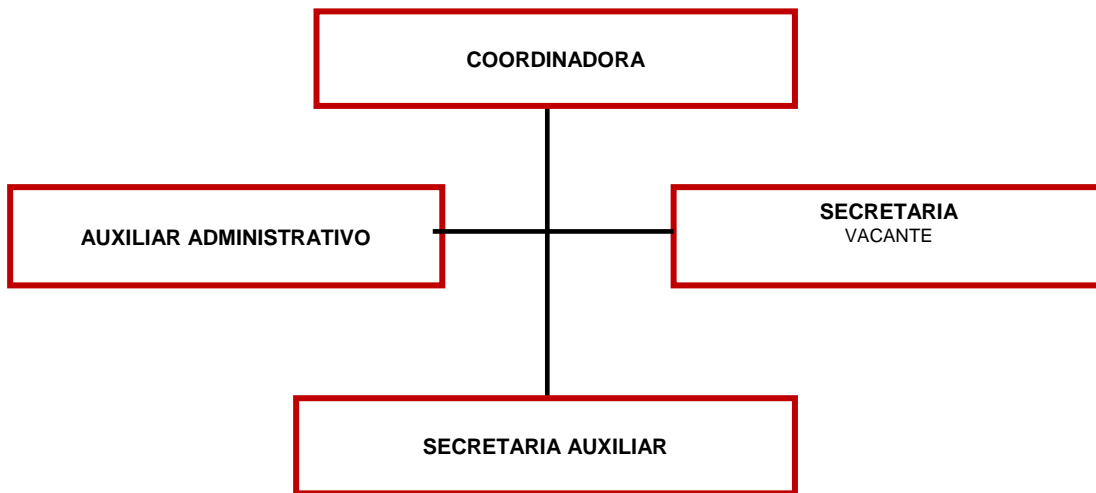 COORDINADORA
AUXILIAR ADMINISTRATIVO
SECRETARIA
VACANTE
SECRETARIA AUXILIAR